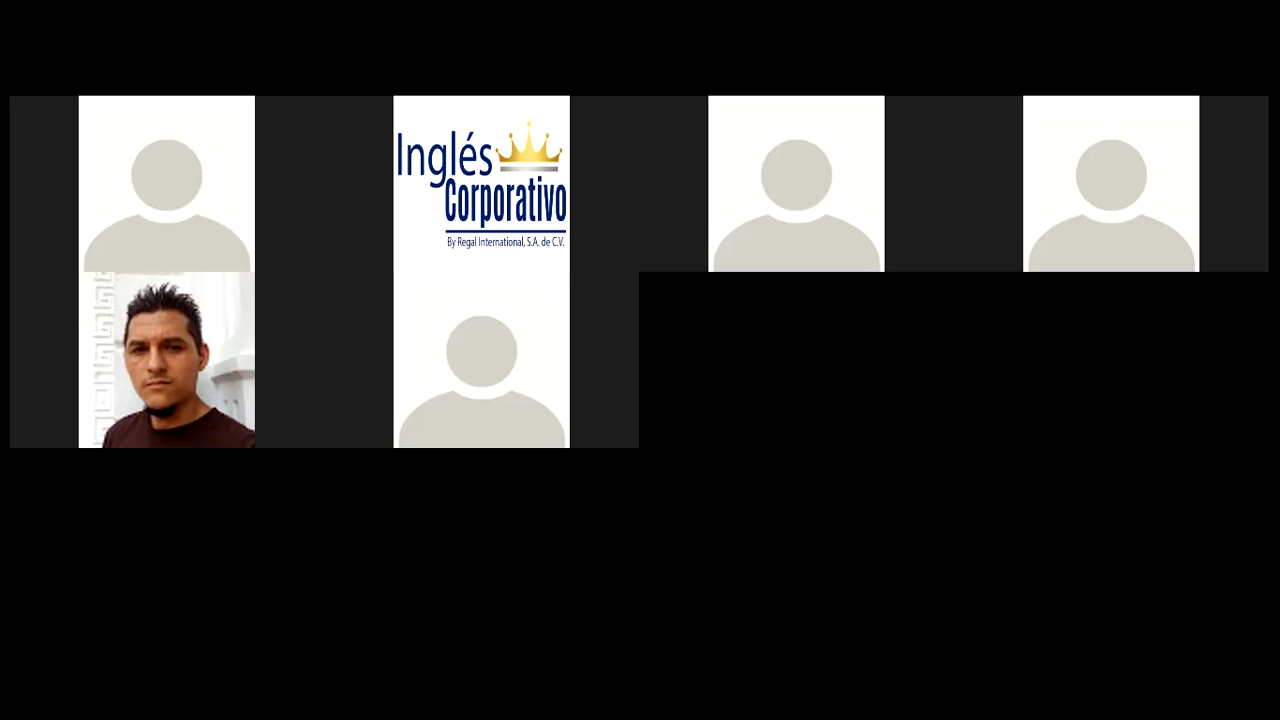 Inglés
Corporativo
By Regal International, S.A. de C.V.